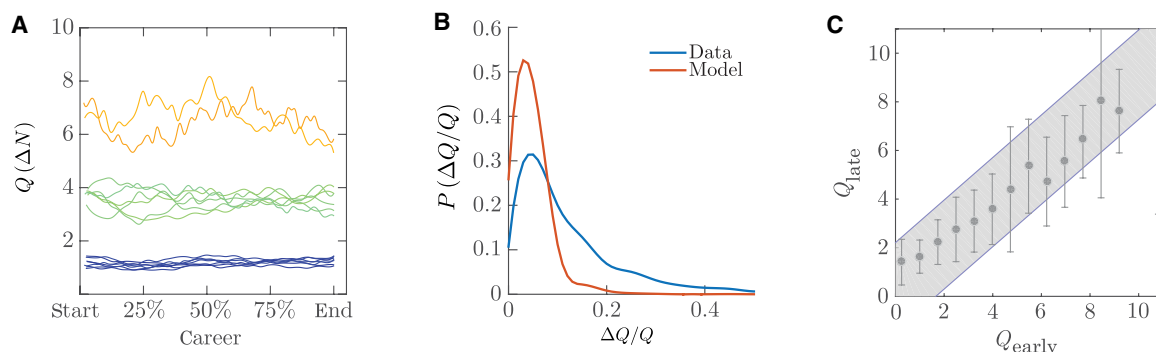 A
10
8
6
4
2
Q (ΔN)
Start 25% 50% 75% End
Career
B
0.6
0.5
0.4
0.3
0.2
0.1
0
P (ΔQ/Q)
Data
Model
0 0.2 0.4
ΔQ/Q
C
10
8
6
4
2
0
Q_late
0 2 4 6 8 10
Q_early